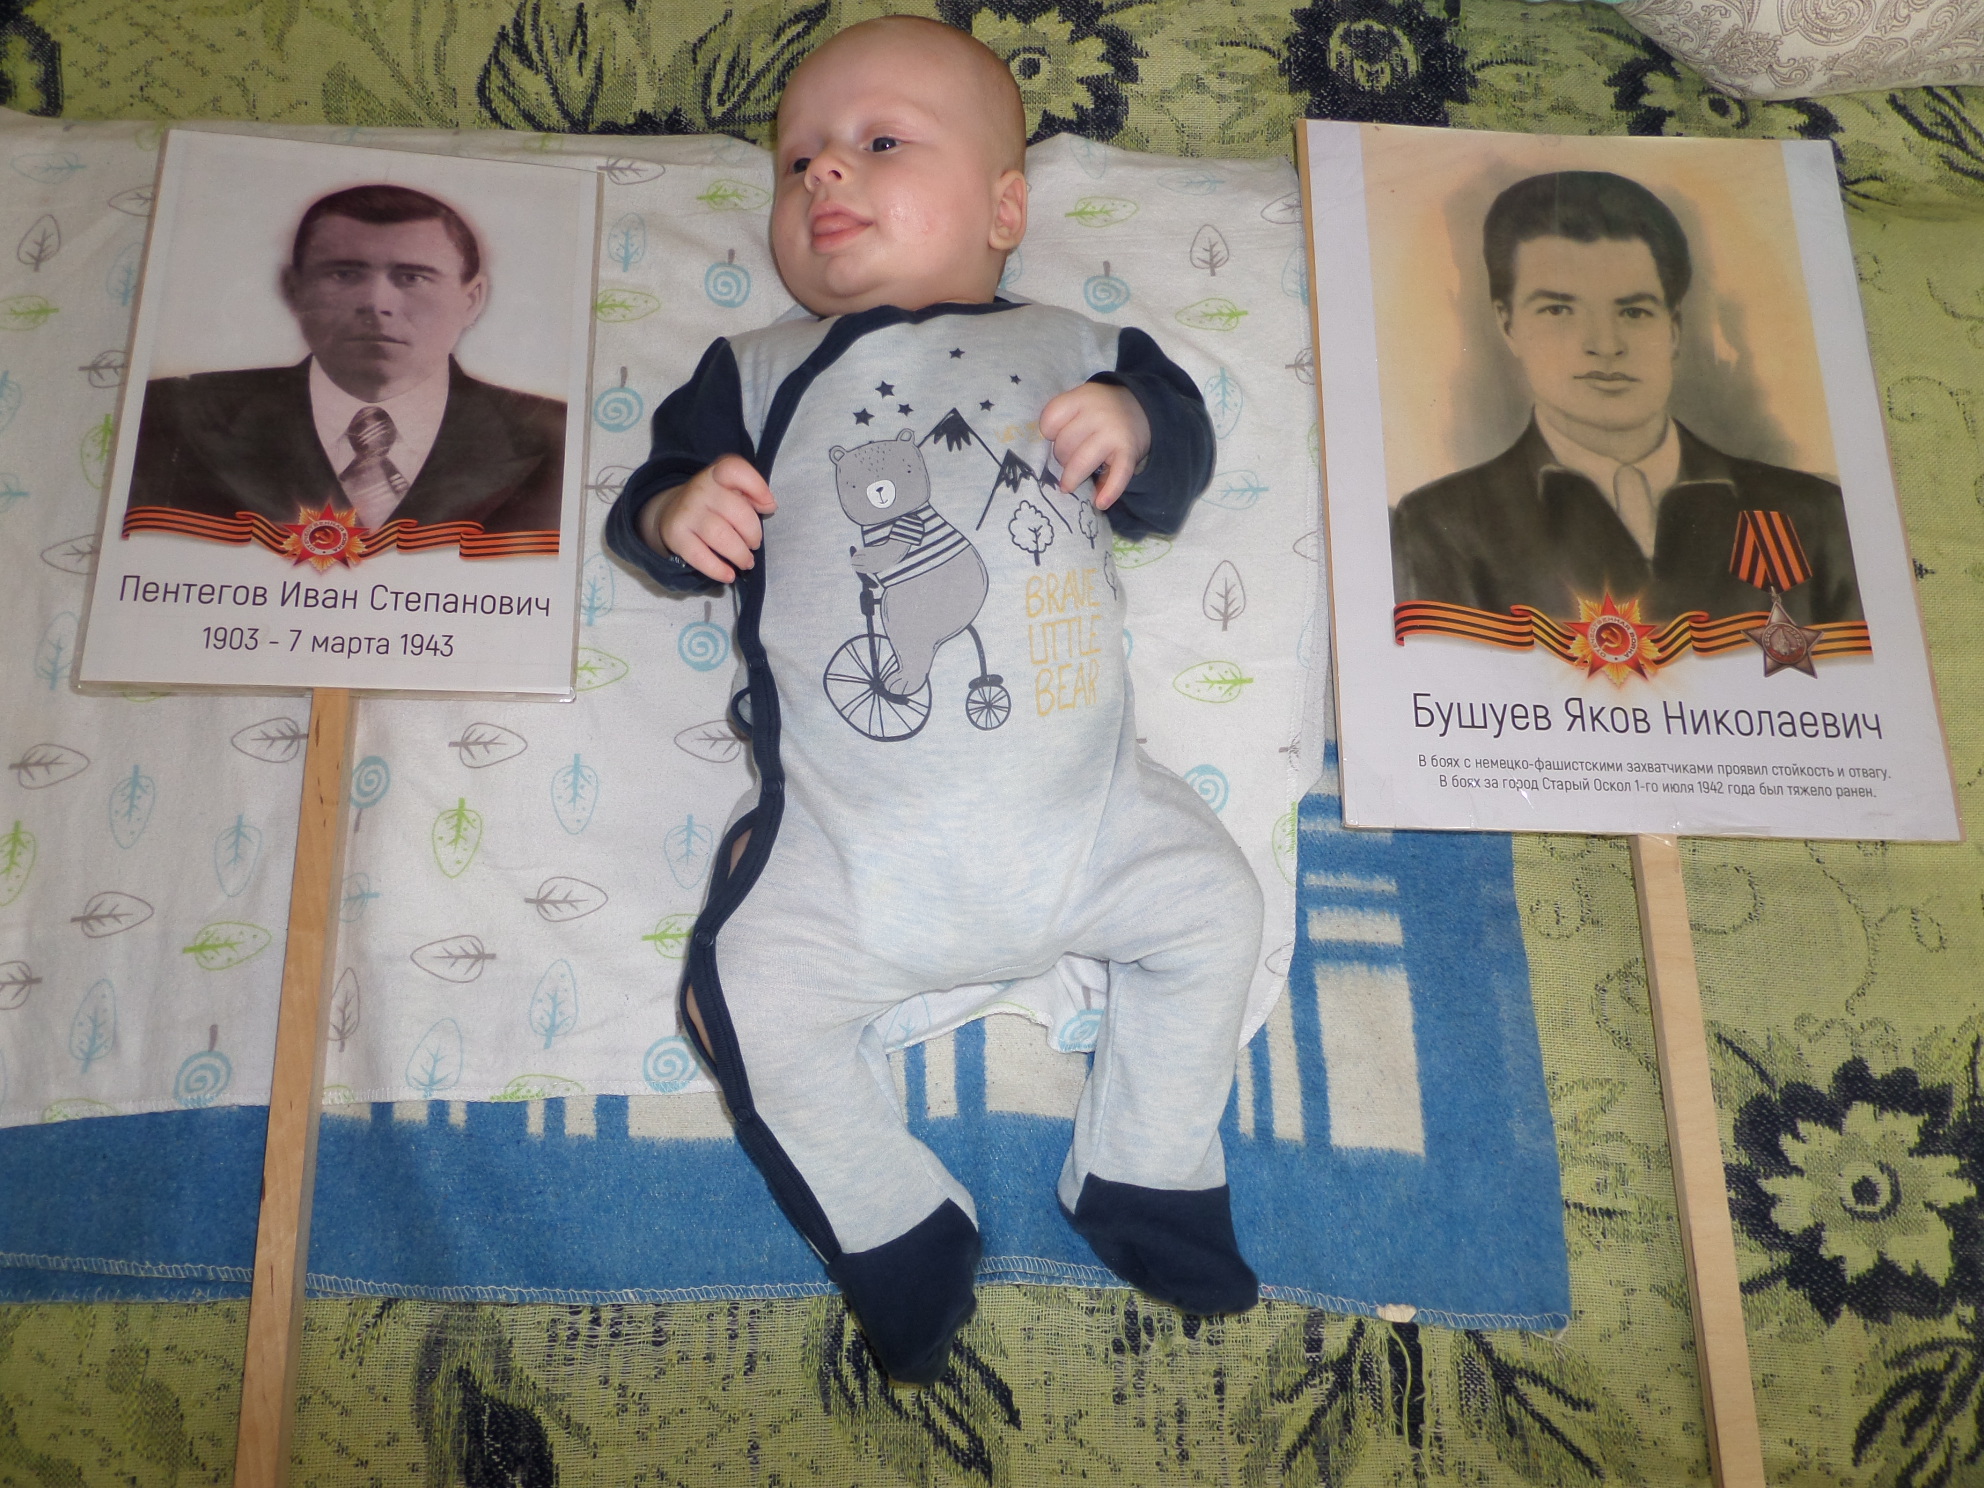 Пентегов Иван Степанович
1903 - 7 марта 1943
BRAVE
LITTLE
BEAR
Бушуев Яков Николаевич
В боях с немецко-фашистскими захватчиками проявил стойкость и отвагу.
В боях за город Старый Оскол 1-го июля 1942 года был тяжело ранен.